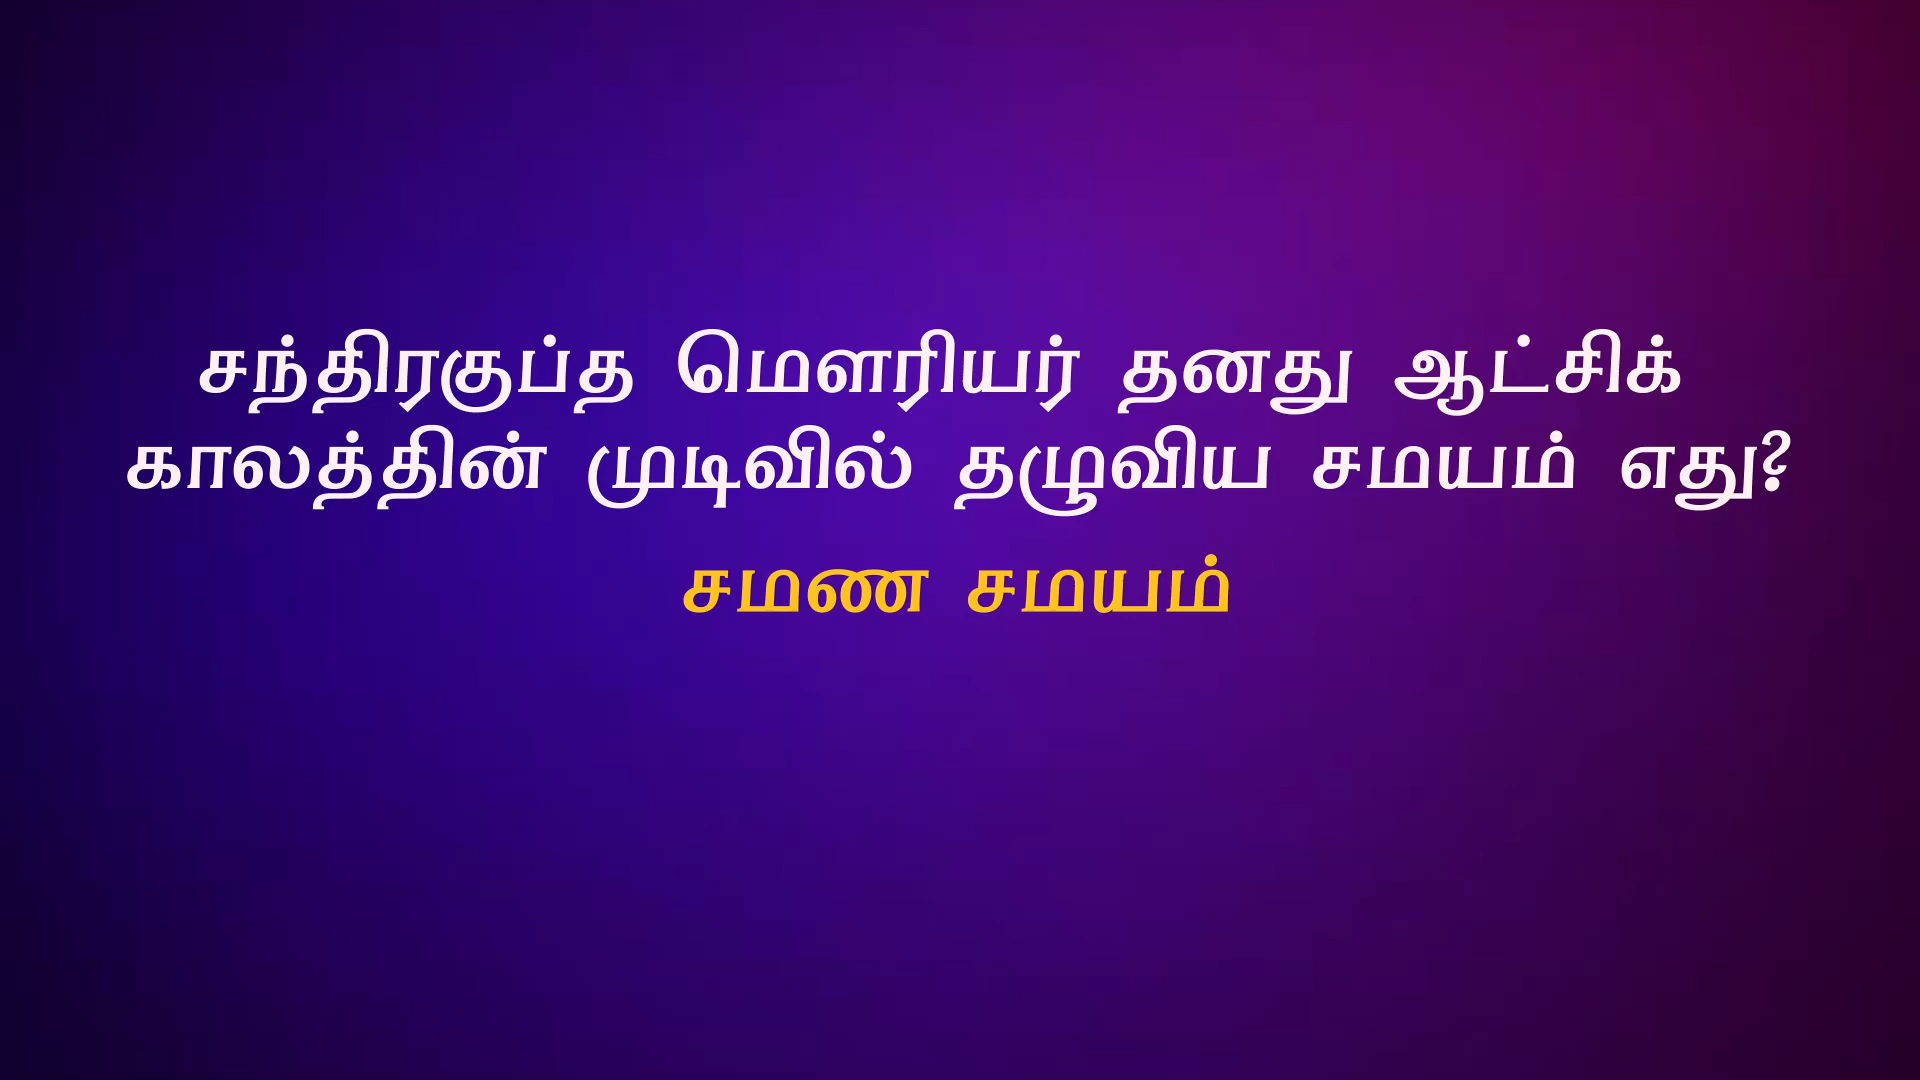 சந்திரகுப்த மௌரியர் தனது ஆட்சிக்
காலத்தின் முடிவில் தழுவிய சமயம் எது?
சமண சமயம்